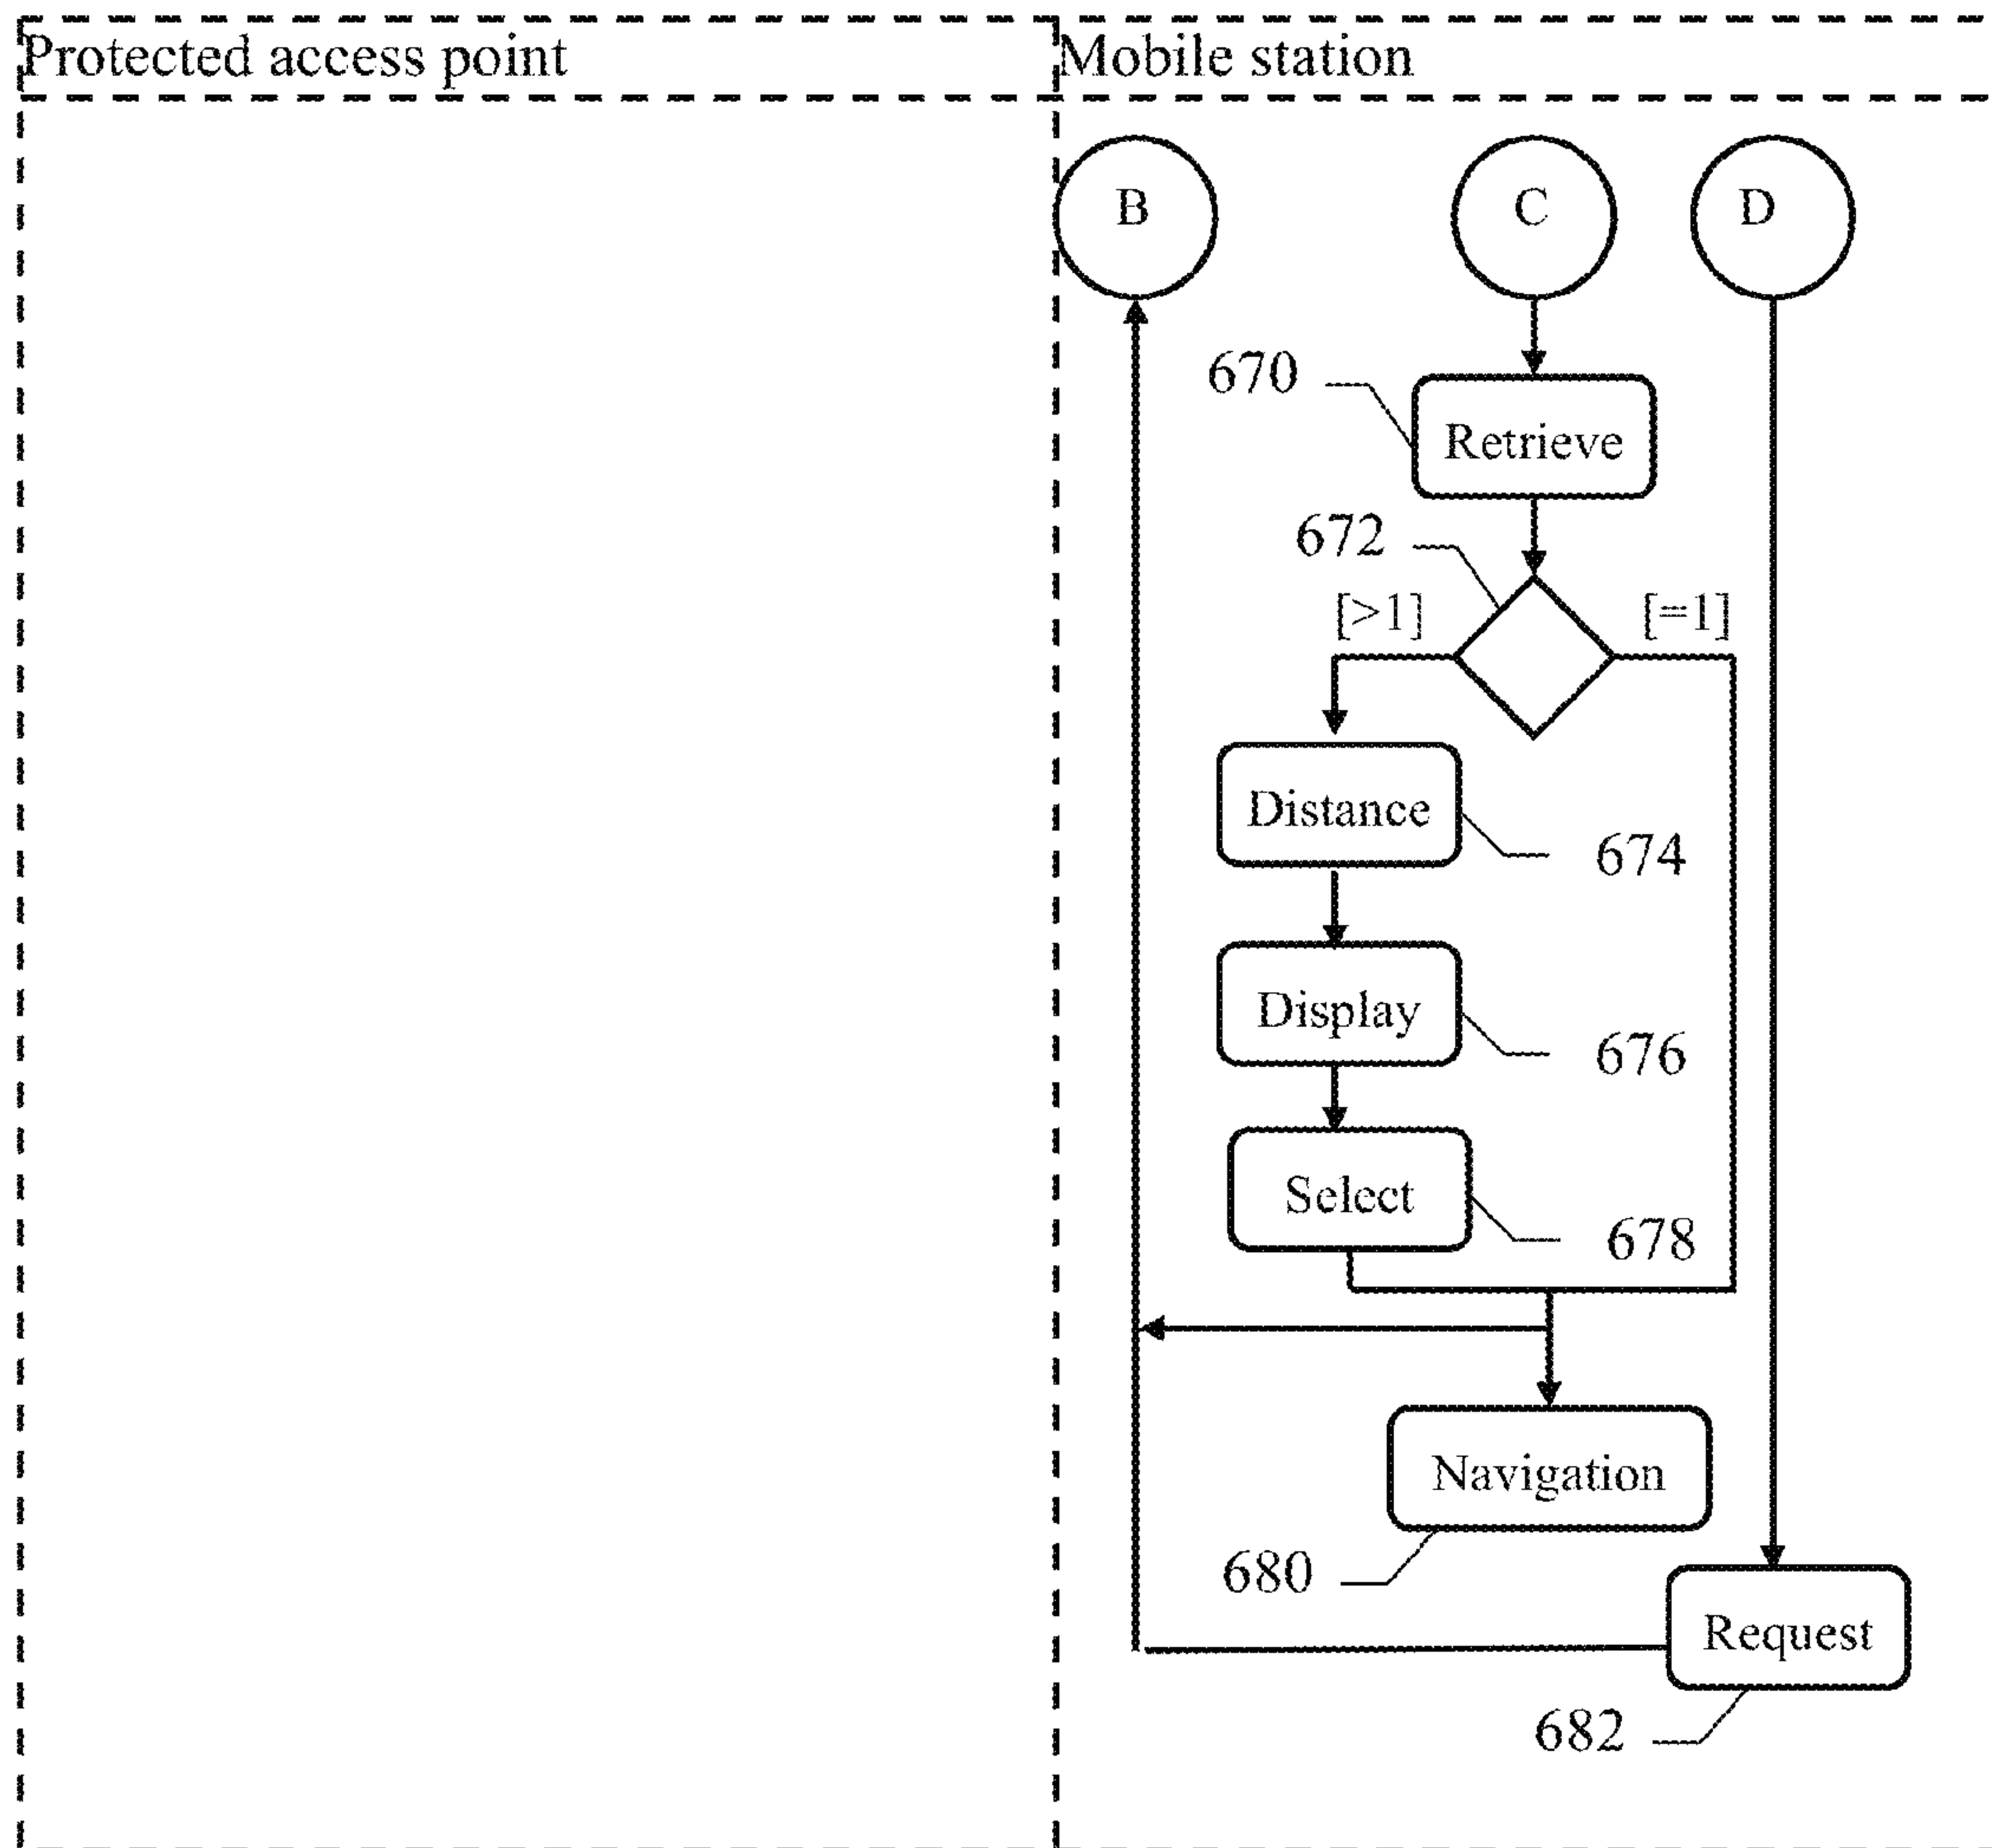 Protected access point
Mobile station
B
C
D
670
Retrieve
672
[>1]
[=1]
Distance
674
Display
676
Select
678
Navigation
680
Request
682